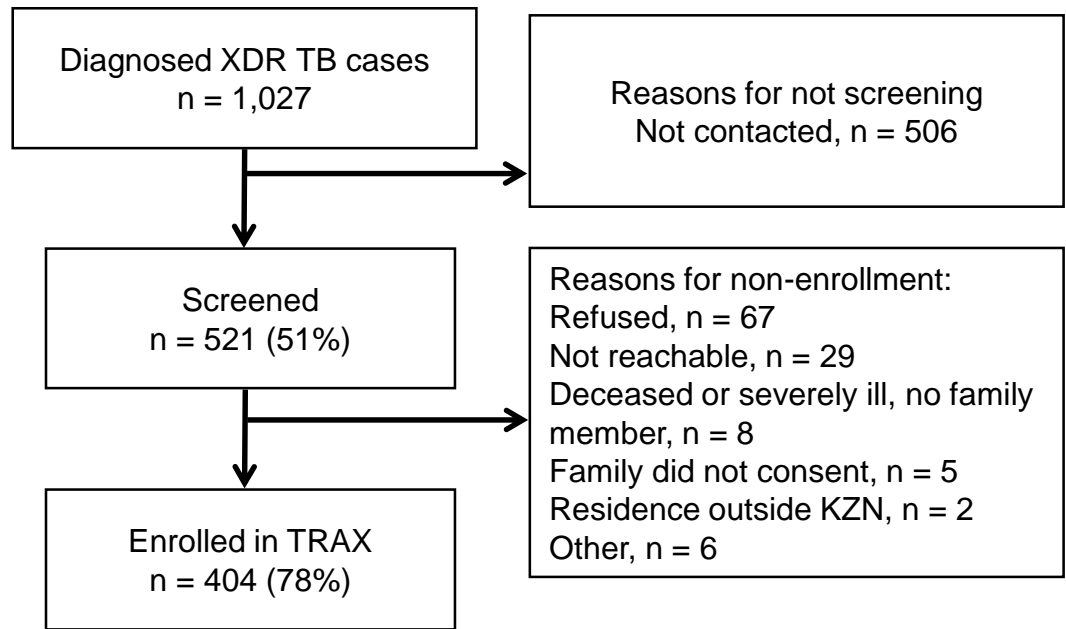 Diagnosed XDR TB cases
n = 1,027
Reasons for not screening
Not contacted, n = 506
Screened
n = 521 (51%)
Reasons for non-enrollment:
Refused, n = 67
Not reachable, n = 29
Deceased or severely ill, no family
member, n = 8
Family did not consent, n = 5
Residence outside KZN, n = 2
Other, n = 6
Enrolled in TRAX
n = 404 (78%)